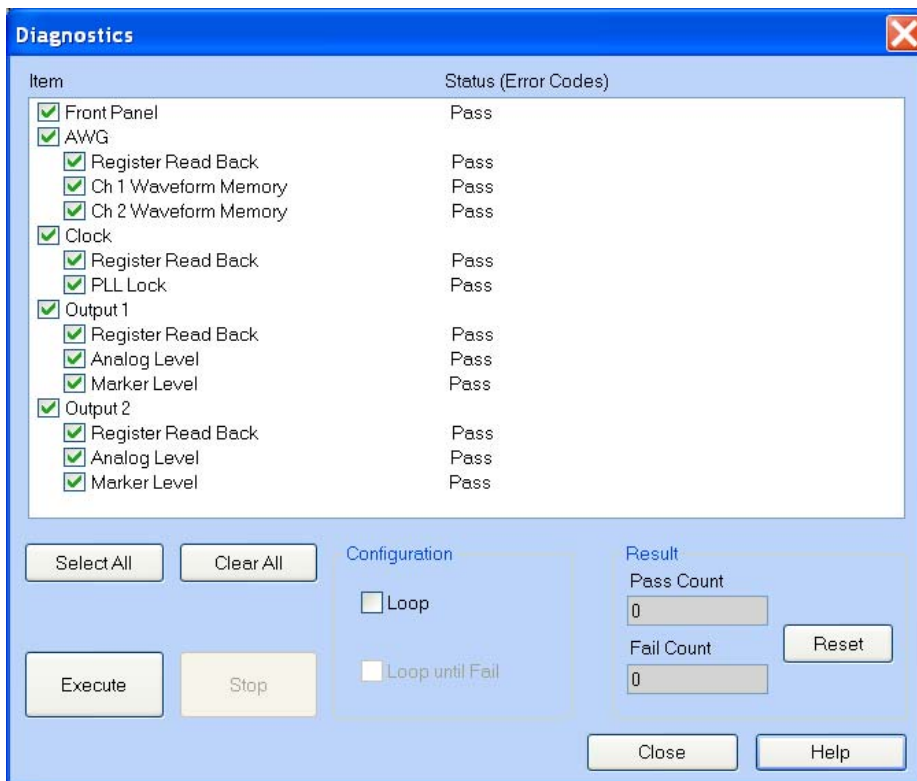 Diagnostics
Item Status (Error Codes)
Front Panel Pass
AWG
Register Read Back Pass
Ch 1 Waveform Memory Pass
Ch 2 Waveform Memory Pass
Clock
Register Read Back Pass
PLL Lock Pass
Output 1
Register Read Back Pass
Analog Level Pass
Marker Level Pass
Output 2
Register Read Back Pass
Analog Level Pass
Marker Level Pass
Select All Clear All
Configuration
Loop
Loop until Fail
Execute Stop
Result
Pass Count
0
Fail Count
0
Reset
Close Help